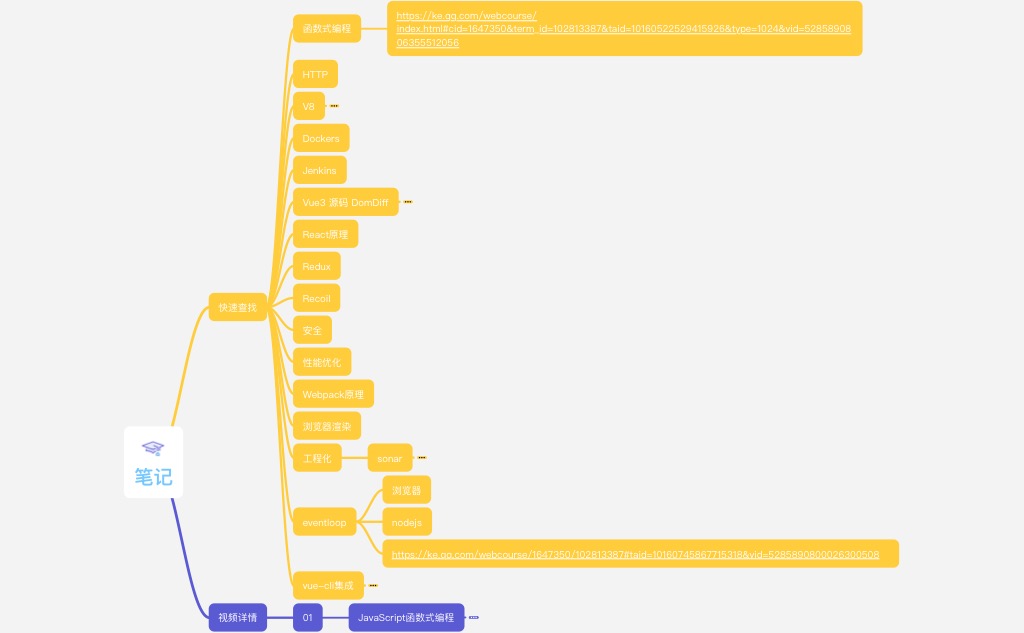 函数式编程
https://ke.qq.com/webcourse/
index.html#cid=1647350&term_id=102813387&taid=10160522529415926&type=1024&vid=52858908
06355512056
HTTP
V8
Dockers
Jenkins
Vue3 源码 DomDiff
React原理
Redux
Recoil
快速查找
安全
性能优化
Webpack原理
浏览器渲染
工程化
sonar
笔记
浏览器
eventloop
nodejs
https://ke.qq.com/webcourse/1647350/102813387#taid=10160745867715318&vid=5285890800026300508
vue-cli集成
视频详情
01
JavaScript函数式编程